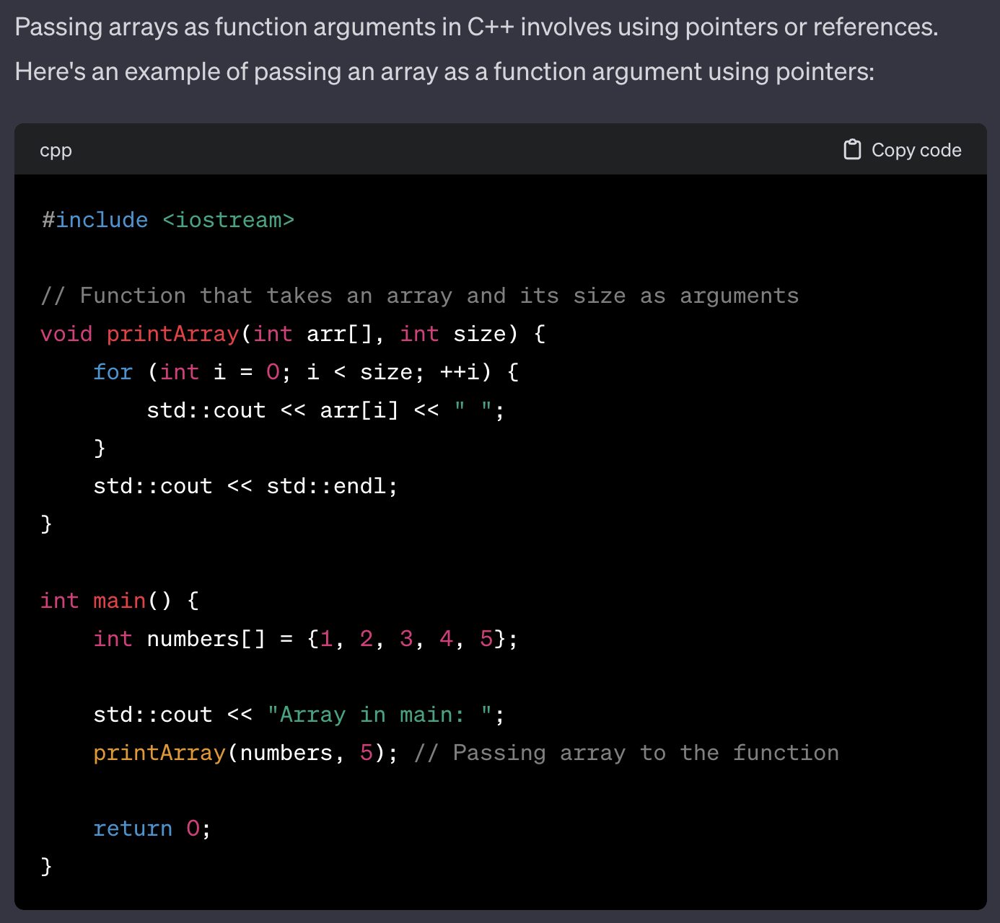 Passing arrays as function arguments in C++ involves using pointers or references.
Here's an example of passing an array as a function argument using pointers:
cpp
Copy code
#include <iostream>
// Function that takes an array and its size as arguments
void printArray(int arr[], int size) {
    for (int i = 0; i < size; ++i) {
        std::cout << arr[i] << " ";
    }
    std::cout << std::endl;
}
int main() {
    int numbers[] = {1, 2, 3, 4, 5};
    std::cout << "Array in main: ";
    printArray(numbers, 5); // Passing array to the function
    return 0;
}